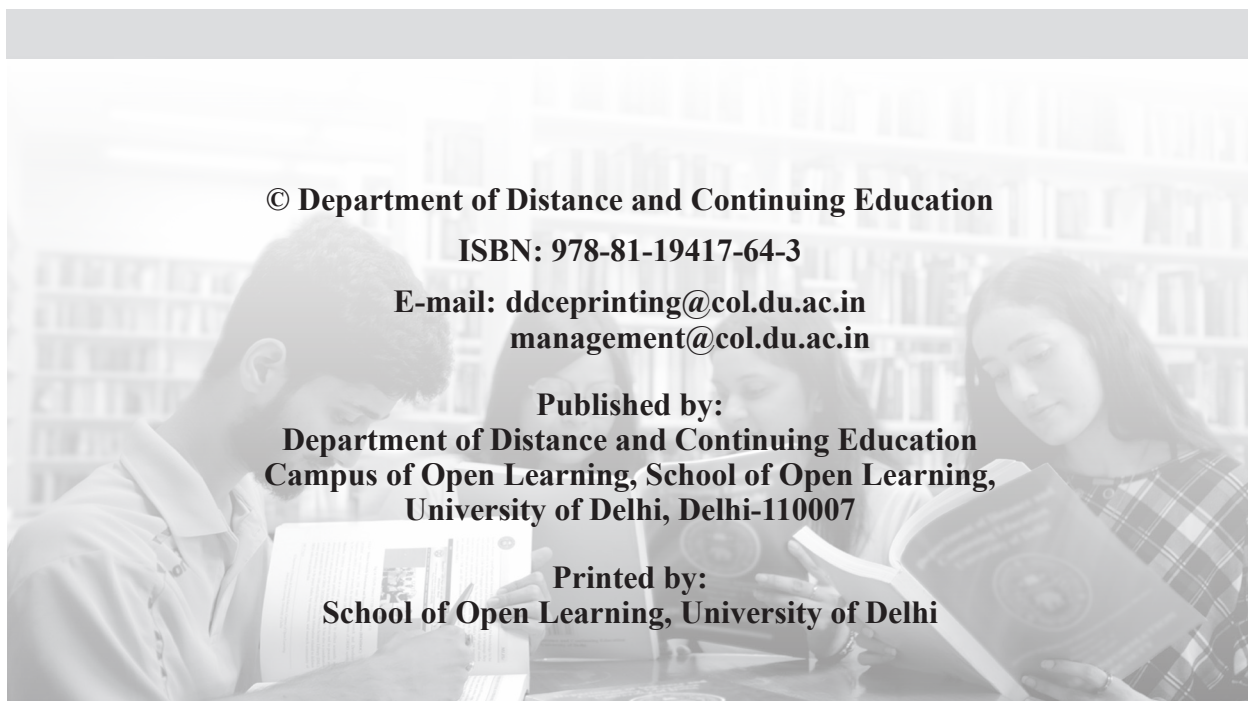 © Department of Distance and Continuing Education
ISBN: 978-81-19417-64-3
E-mail: ddceprinting@col.du.ac.in
management@col.du.ac.in
Published by:
Department of Distance and Continuing Education
Campus of Open Learning, School of Open Learning,
University of Delhi, Delhi-110007
Printed by:
School of Open Learning, University of Delhi